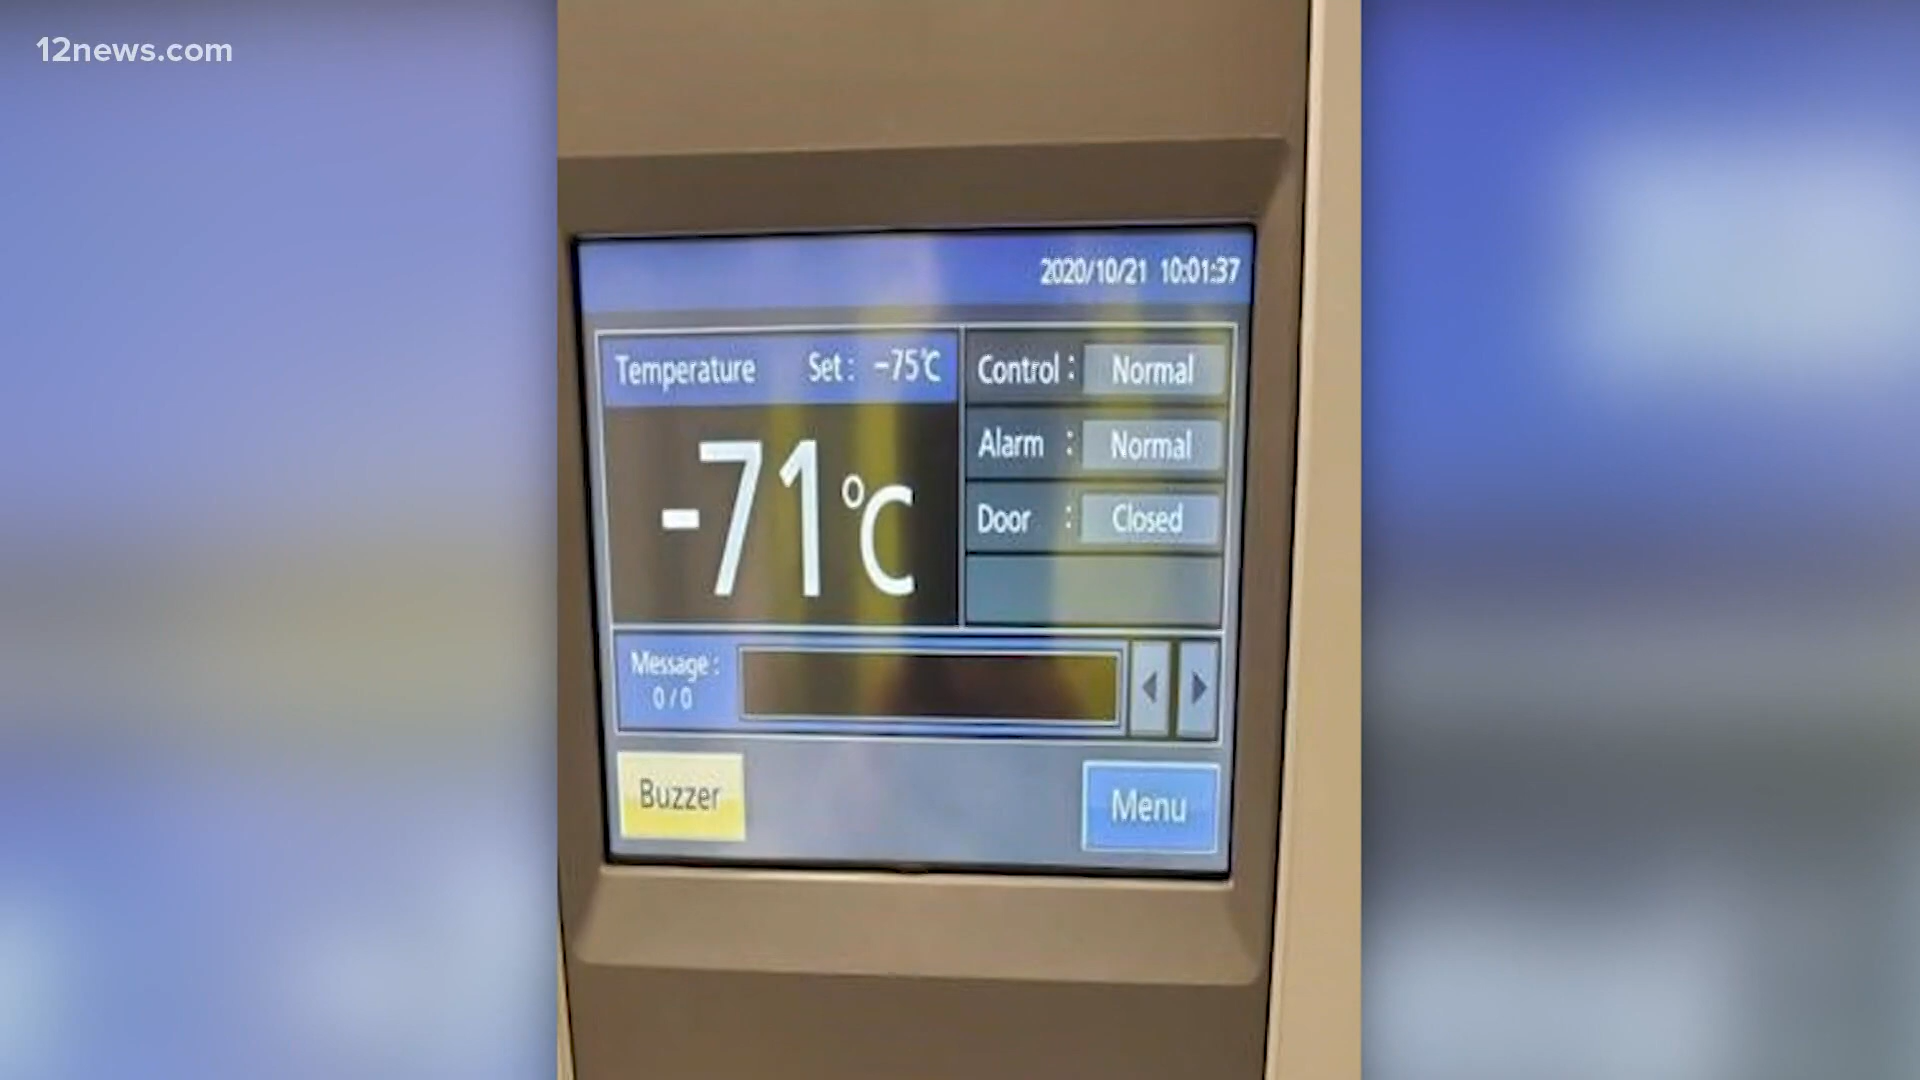 12news.com
2020/10/21 10:01:37
Temperature Set : -75℃
-71℃
Control : Normal
Alarm : Normal
Door : Closed
Message :
0 / 0
Buzzer
Menu